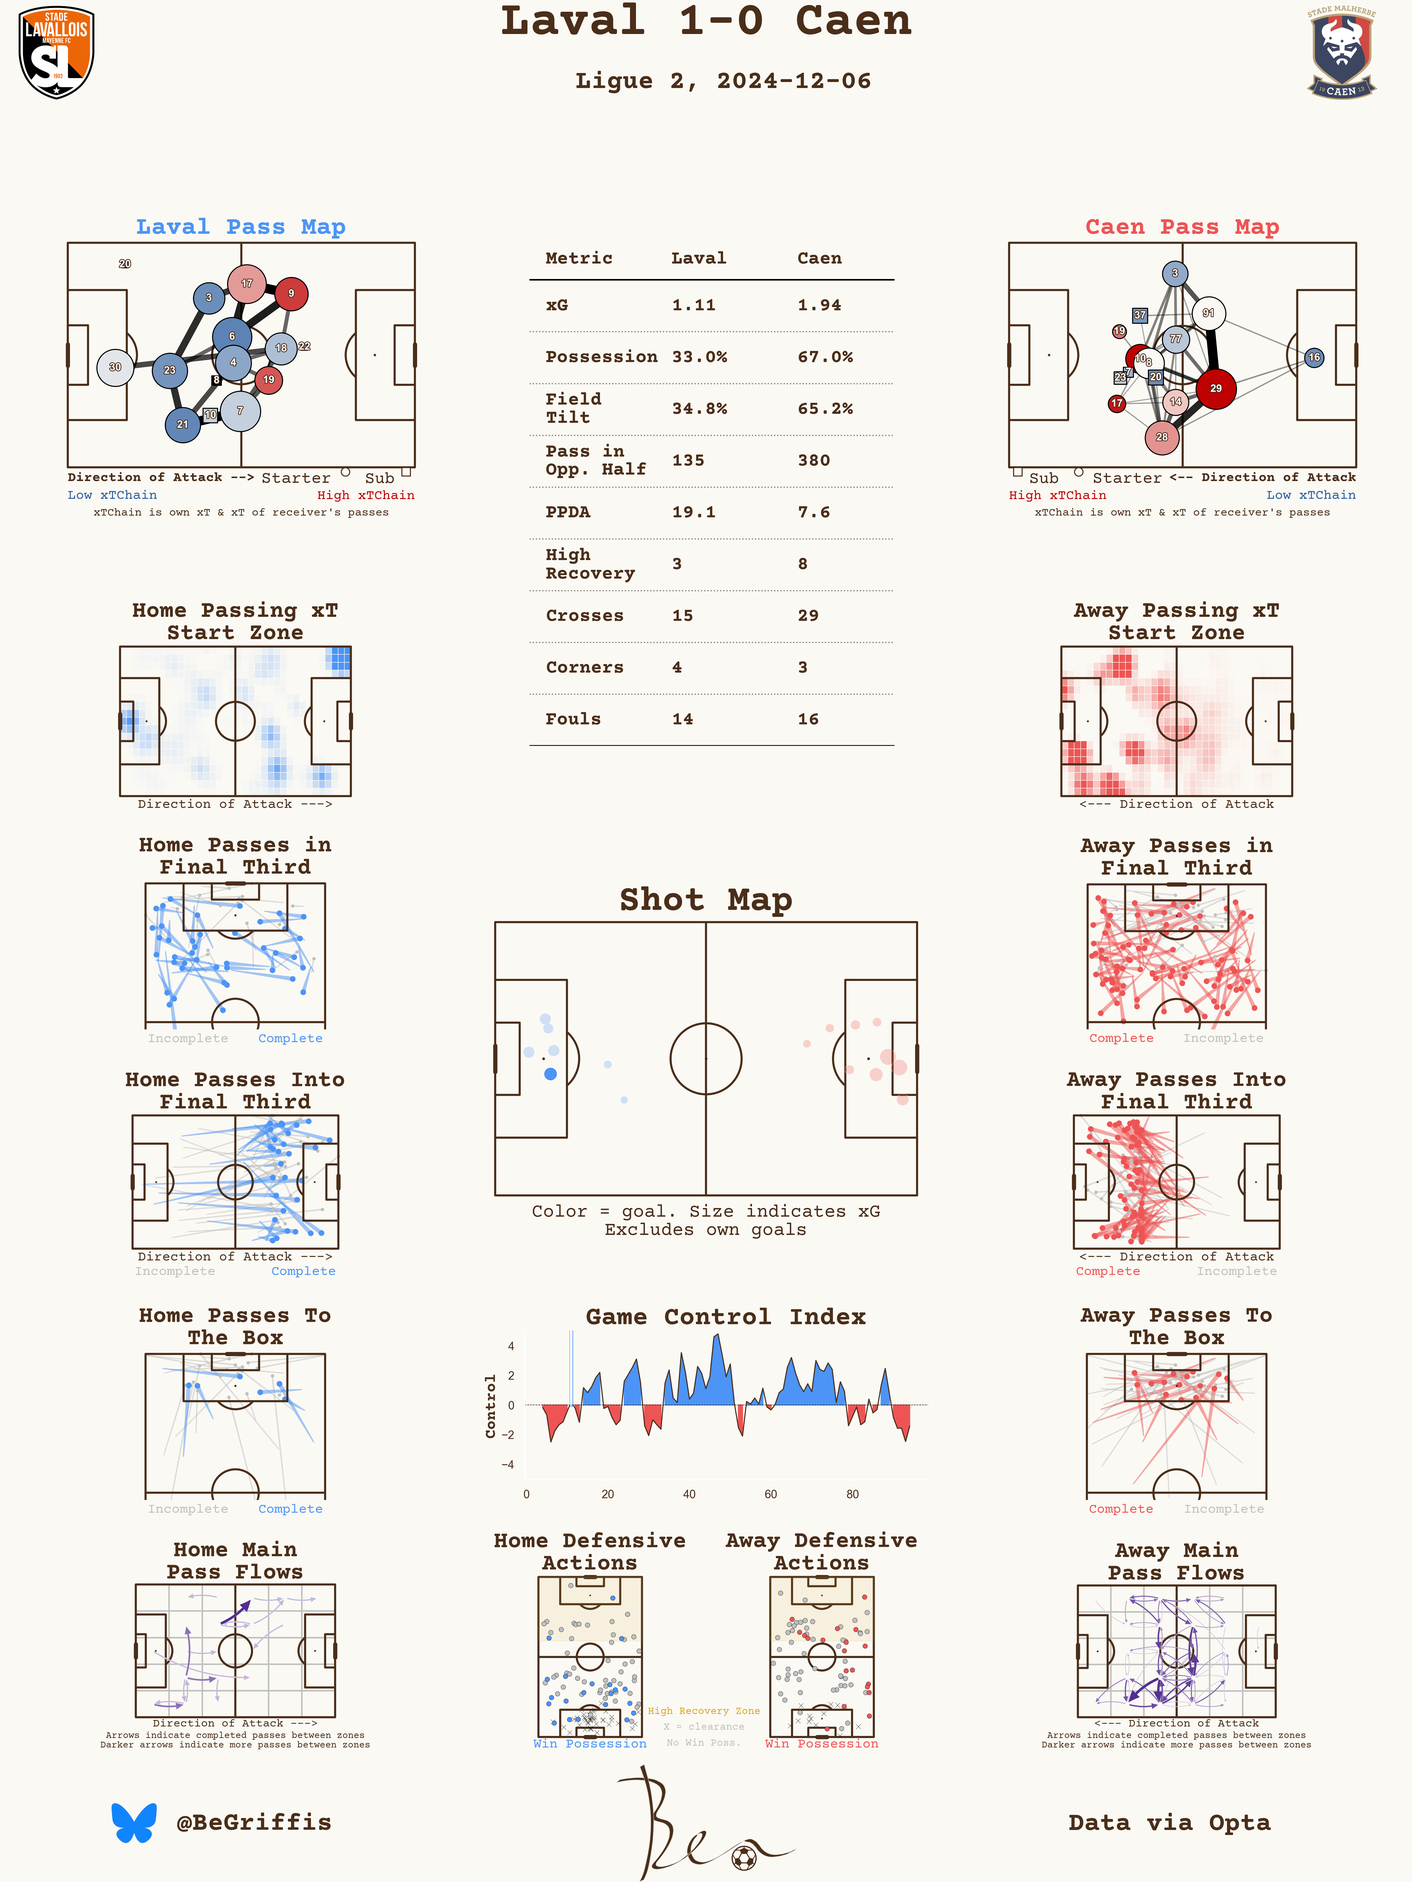 Laval 1-0 Caen
Ligue 2, 2024-12-06
STADE
LAVALLOIS
MAYENNE FC
SL
1902
STADE MALHERBE
19 CAEN 13
Laval Pass Map
20
17
9
3
6
18
22
4
30
23
19
8
10
7
21
Direction of Attack --> Starter Sub
Low xTChain High xTChain
xTChain is own xT & xT of receiver's passes
Metric Laval Caen
xG 1.11 1.94
Possession 33.0% 67.0%
Field
Tilt 34.8% 65.2%
Pass in
Opp. Half 135 380
PPDA 19.1 7.6
High
Recovery 3 8
Crosses 15 29
Corners 4 3
Fouls 14 16
Caen Pass Map
3
37
91
19
77
10
8
16
7
23
20
29
17
14
28
Sub Starter <-- Direction of Attack
High xTChain Low xTChain
xTChain is own xT & xT of receiver's passes
Home Passing xT
Start Zone
Direction of Attack --->
Away Passing xT
Start Zone
<--- Direction of Attack
Home Passes in
Final Third
Incomplete Complete
Away Passes in
Final Third
Complete Incomplete
Shot Map
Color = goal. Size indicates xG
Excludes own goals
Home Passes Into
Final Third
Direction of Attack --->
Incomplete Complete
Away Passes Into
Final Third
<--- Direction of Attack
Complete Incomplete
Home Passes To
The Box
Incomplete Complete
Game Control Index
Control
4
2
0
−2
−4
0 20 40 60 80
Away Passes To
The Box
Complete Incomplete
Home Main
Pass Flows
Direction of Attack --->
Arrows indicate completed passes between zones
Darker arrows indicate more passes between zones
Home Defensive
Actions
Win Possession
Away Defensive
Actions
Win Possession
High Recovery Zone
X = clearance
No Win Poss.
Away Main
Pass Flows
<--- Direction of Attack
Arrows indicate completed passes between zones
Darker arrows indicate more passes between zones
@BeGriffis
Ben
Data via Opta